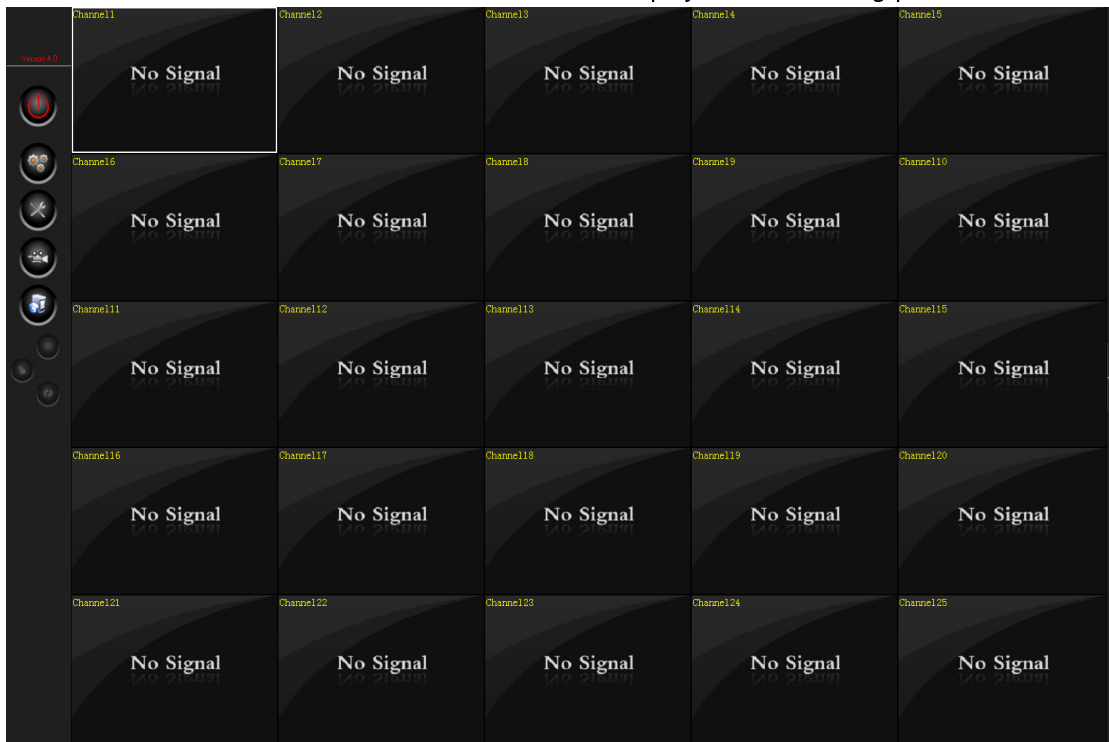 Channel1 Channel2 Channel3 Channel4 Channel5
Version 4.0
No Signal No Signal No Signal No Signal No Signal
Channel6 Channel7 Channel8 Channel9 Channel10
No Signal No Signal No Signal No Signal No Signal
Channel11 Channel12 Channel13 Channel14 Channel15
No Signal No Signal No Signal No Signal No Signal
Channel16 Channel17 Channel18 Channel19 Channel20
No Signal No Signal No Signal No Signal No Signal
Channel21 Channel22 Channel23 Channel24 Channel25
No Signal No Signal No Signal No Signal No Signal